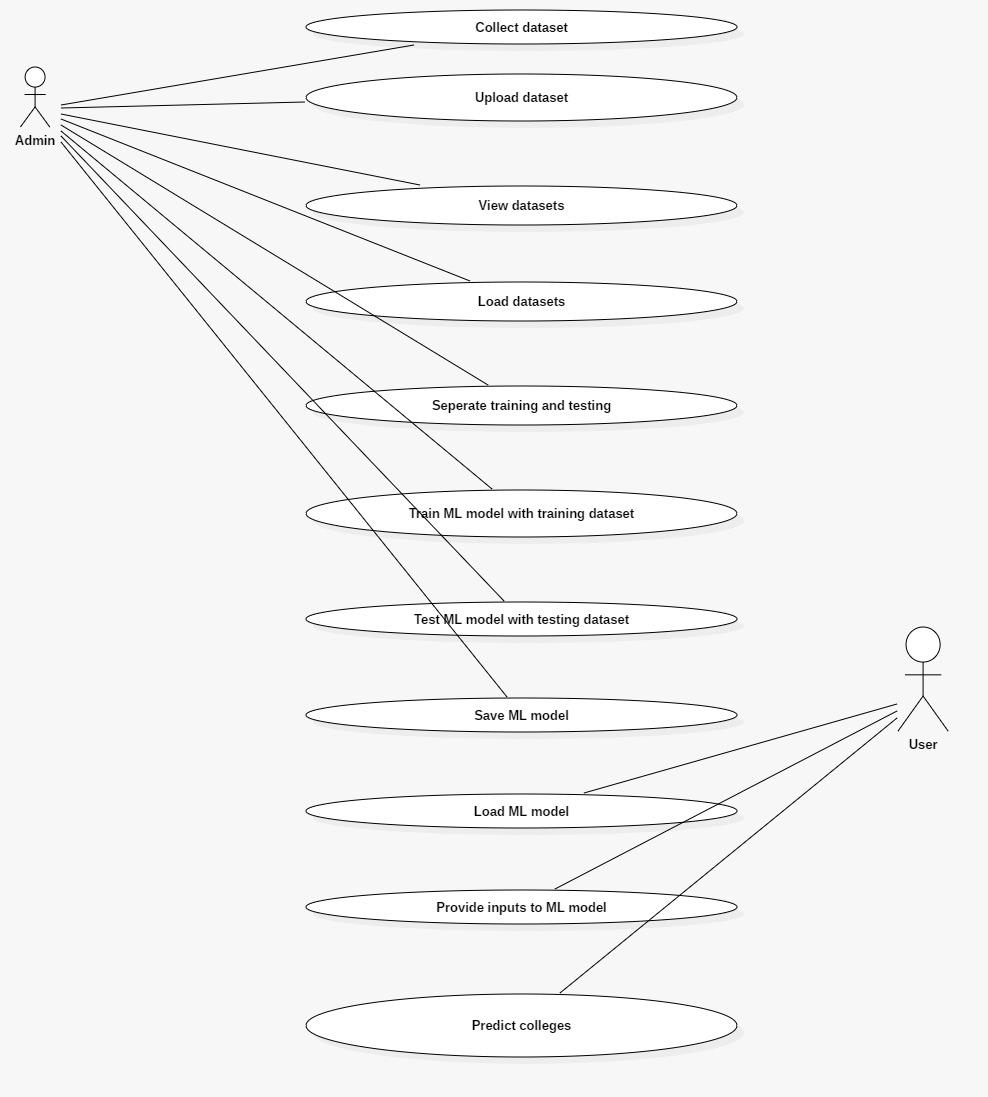 Collect dataset
Upload dataset
Admin
View datasets
Load datasets
Seperate training and testing
Train ML model with training dataset
Test ML model with testing dataset
Save ML model
User
Load ML model
Provide inputs to ML model
Predict colleges